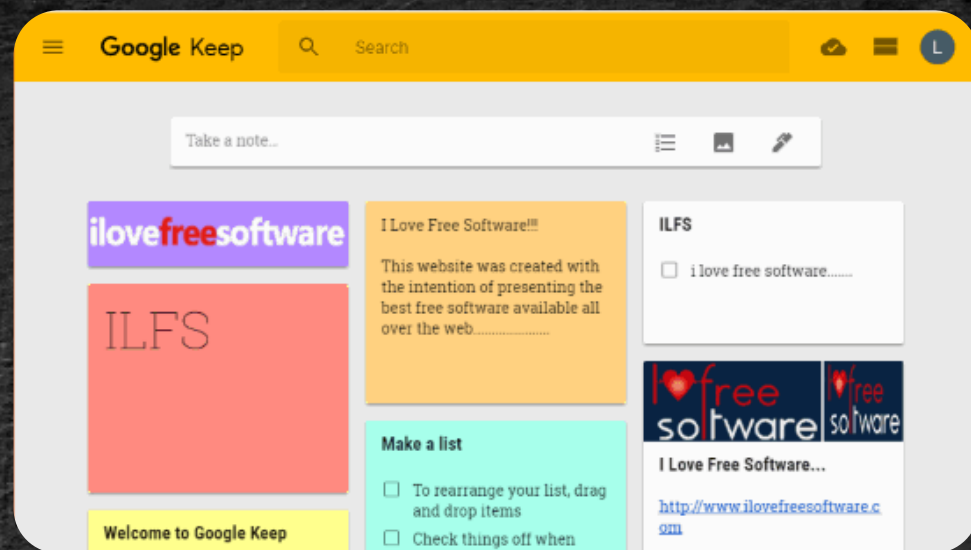 Google Keep
Search
L
Take a note...
ilovefreesoftware
ILFS
Welcome to Google Keep
I Love Free Software!!!
This website was created with
the intention of presenting the
best free software available all
over the web......................
Make a list
To rearrange your list, drag
and drop items
Check things off when
ILFS
i love free software.......
I free
software
I free
software
I Love Free Software...
http://www.ilovefreesoftware.c
om